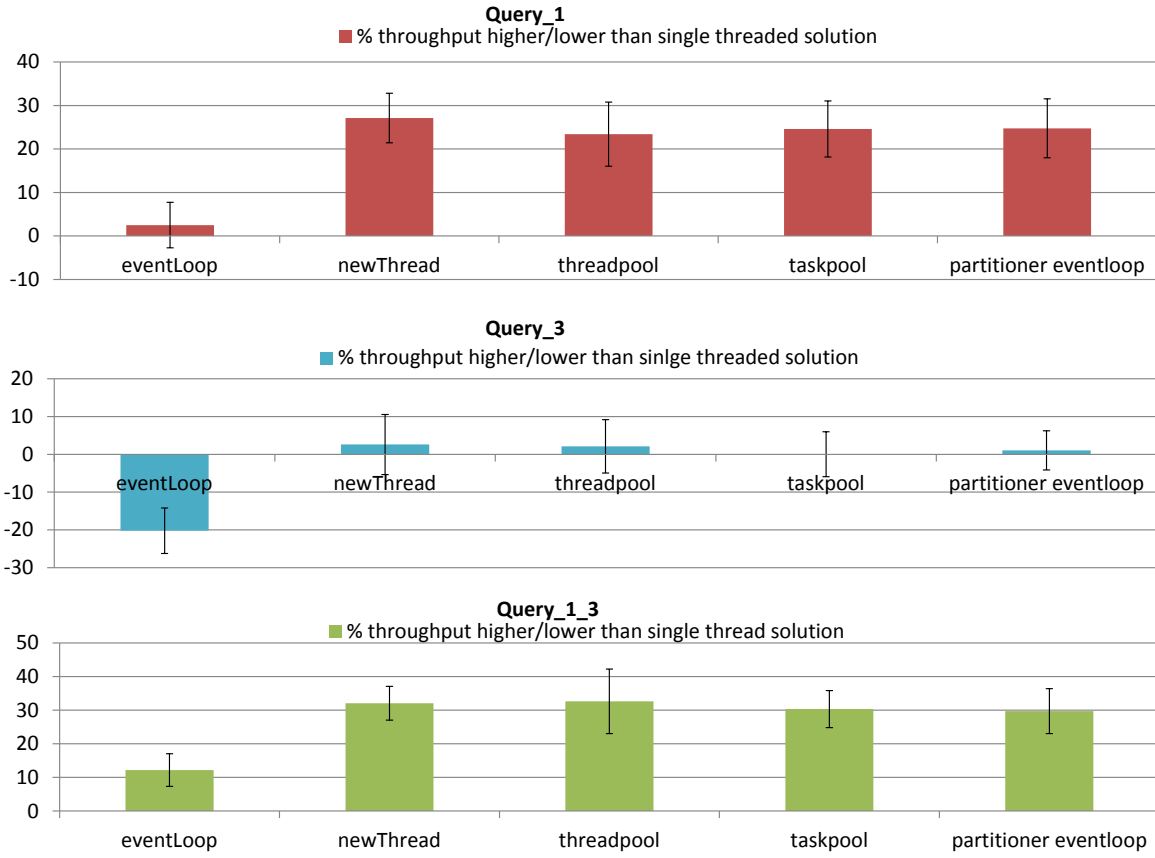 Query_1
% throughput higher/lower than single threaded solution
40
30
20
10
0
-10
eventLoop newThread threadpool taskpool partitioner eventloop
Query_3
% throughput higher/lower than sinlge threaded solution
20
10
0
-10
-20
-30
eventLoop newThread threadpool taskpool partitioner eventloop
Query_1_3
% throughput higher/lower than single thread solution
50
40
30
20
10
0
eventLoop newThread threadpool taskpool partitioner eventloop